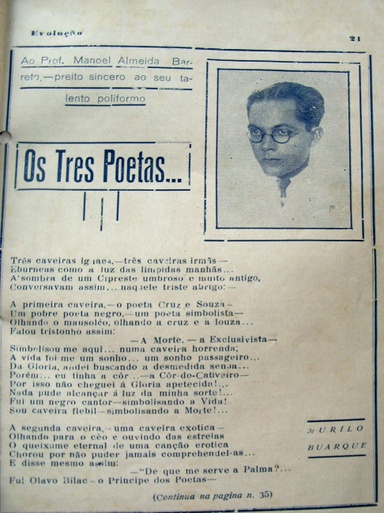 Evolução
21
Ao Prof. Manoel Almeida Bar-
reto,—preito sincero ao seu ta-
lento poliformo
Os Tres Poetas...
Três caveiras iguaes,—três caveiras irmãs—
Eburneas como a luz das limpidas manhãs...
A'sombra de um Cipreste umbroso e muito antigo,
Conversavam assim... naquele triste abrigo:—
A primeira caveira,—o poeta Cruz e Souza—
Um pobre poeta negro,—um poeta simbolista—
Olhando o mausoléo, olhando a cruz e a louza...
Falou tristonho assim:
—A Morte,—a Exclusivista—
Simbolisou-me aqui... numa caveira horrenda;
A vida foi me um sonho... um sonho passageiro...
Da Gloria, andei buscando a desmedida senda...
Porém... eu tinha a côr...—a Côr-do-Cativeiro—
Por isso não cheguei á Gloria apetecida!...
Nada pude alcançar á luz da minha sorte!...
Fui um negro cantor—simbolisando a Vida!
Sou caveira flebil—simbolisando a Morte!...
A segunda caveira,—uma caveira exotica—
Olhando para o céo e ouvindo das estreias
O queixume eternal de uma canção erotica
Chorou por não puder jamais comprehendel-as...
E disse mesmo assim:
—"De que me serve a Palma?...
Fui Olavo Bilac—o Principe dos Poetas—
MURILO
BUARQUE
(Continua na pagina n. 35)